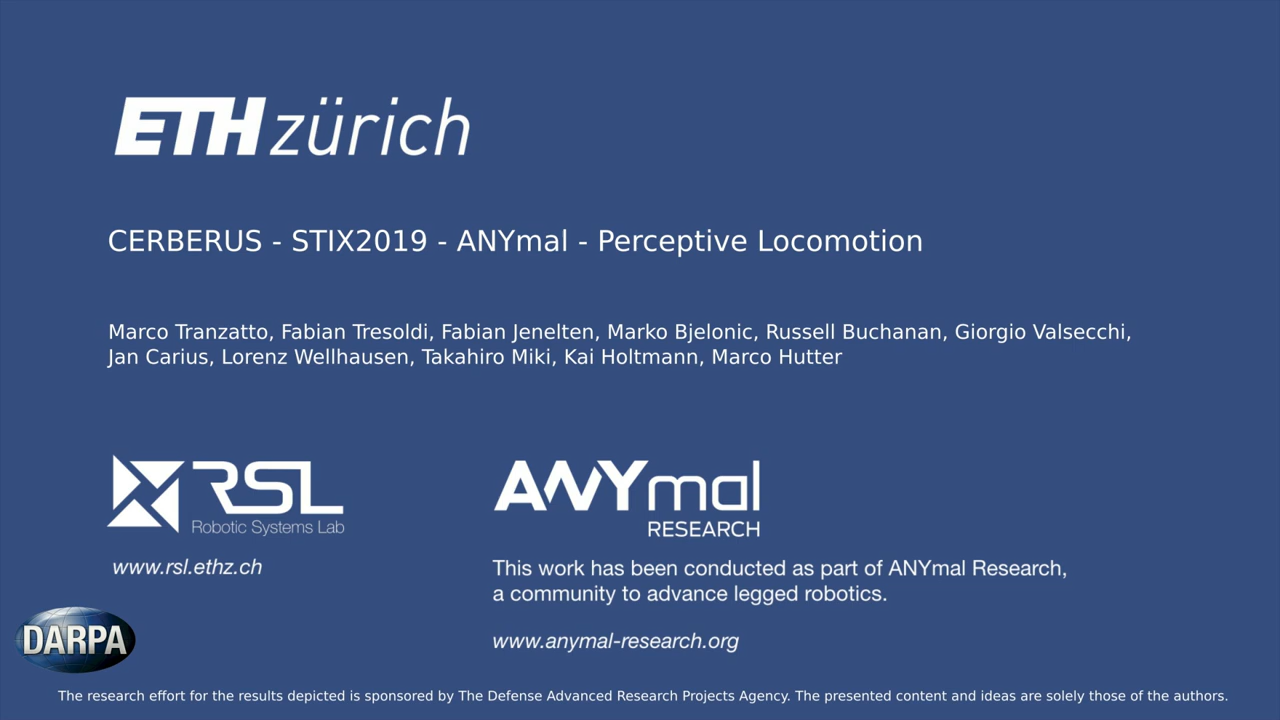 ETH zürich
CERBERUS - STIX2019 - ANYmal - Perceptive Locomotion
Marco Tranzatto, Fabian Tresoldi, Fabian Jenelten, Marko Bjelonic, Russell Buchanan, Giorgio Valsecchi,
Jan Carius, Lorenz Wellhausen, Takahiro Miki, Kai Holtmann, Marco Hutter
RSL
Robotic Systems Lab
www.rsl.ethz.ch
ANYmal
RESEARCH
This work has been conducted as part of ANYmal Research,
a community to advance legged robotics.
www.anymal-research.org
DARPA
The research effort for the results depicted is sponsored by The Defense Advanced Research Projects Agency. The presented content and ideas are solely those of the authors.